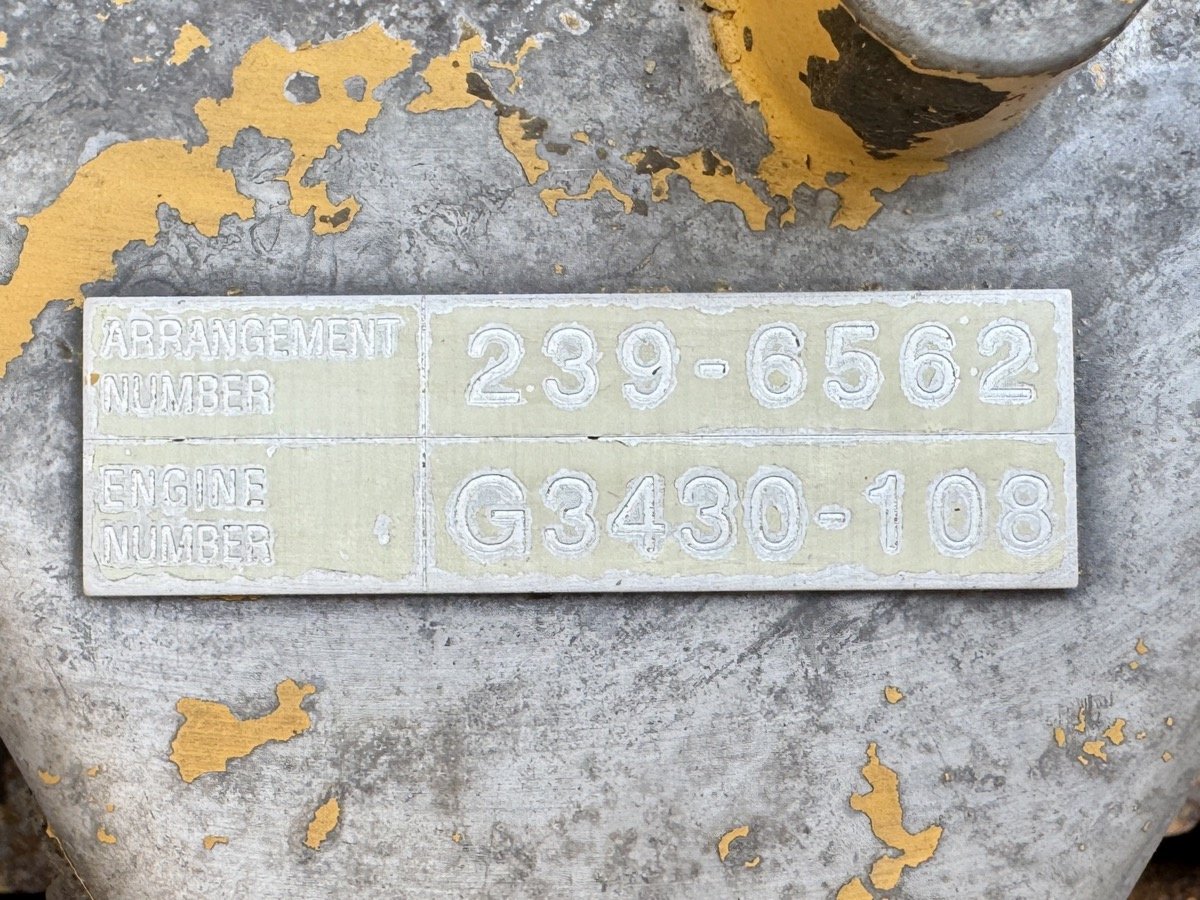 ARRANGEMENT
NUMBER
239-6562
ENGINE
NUMBER
G3430-108